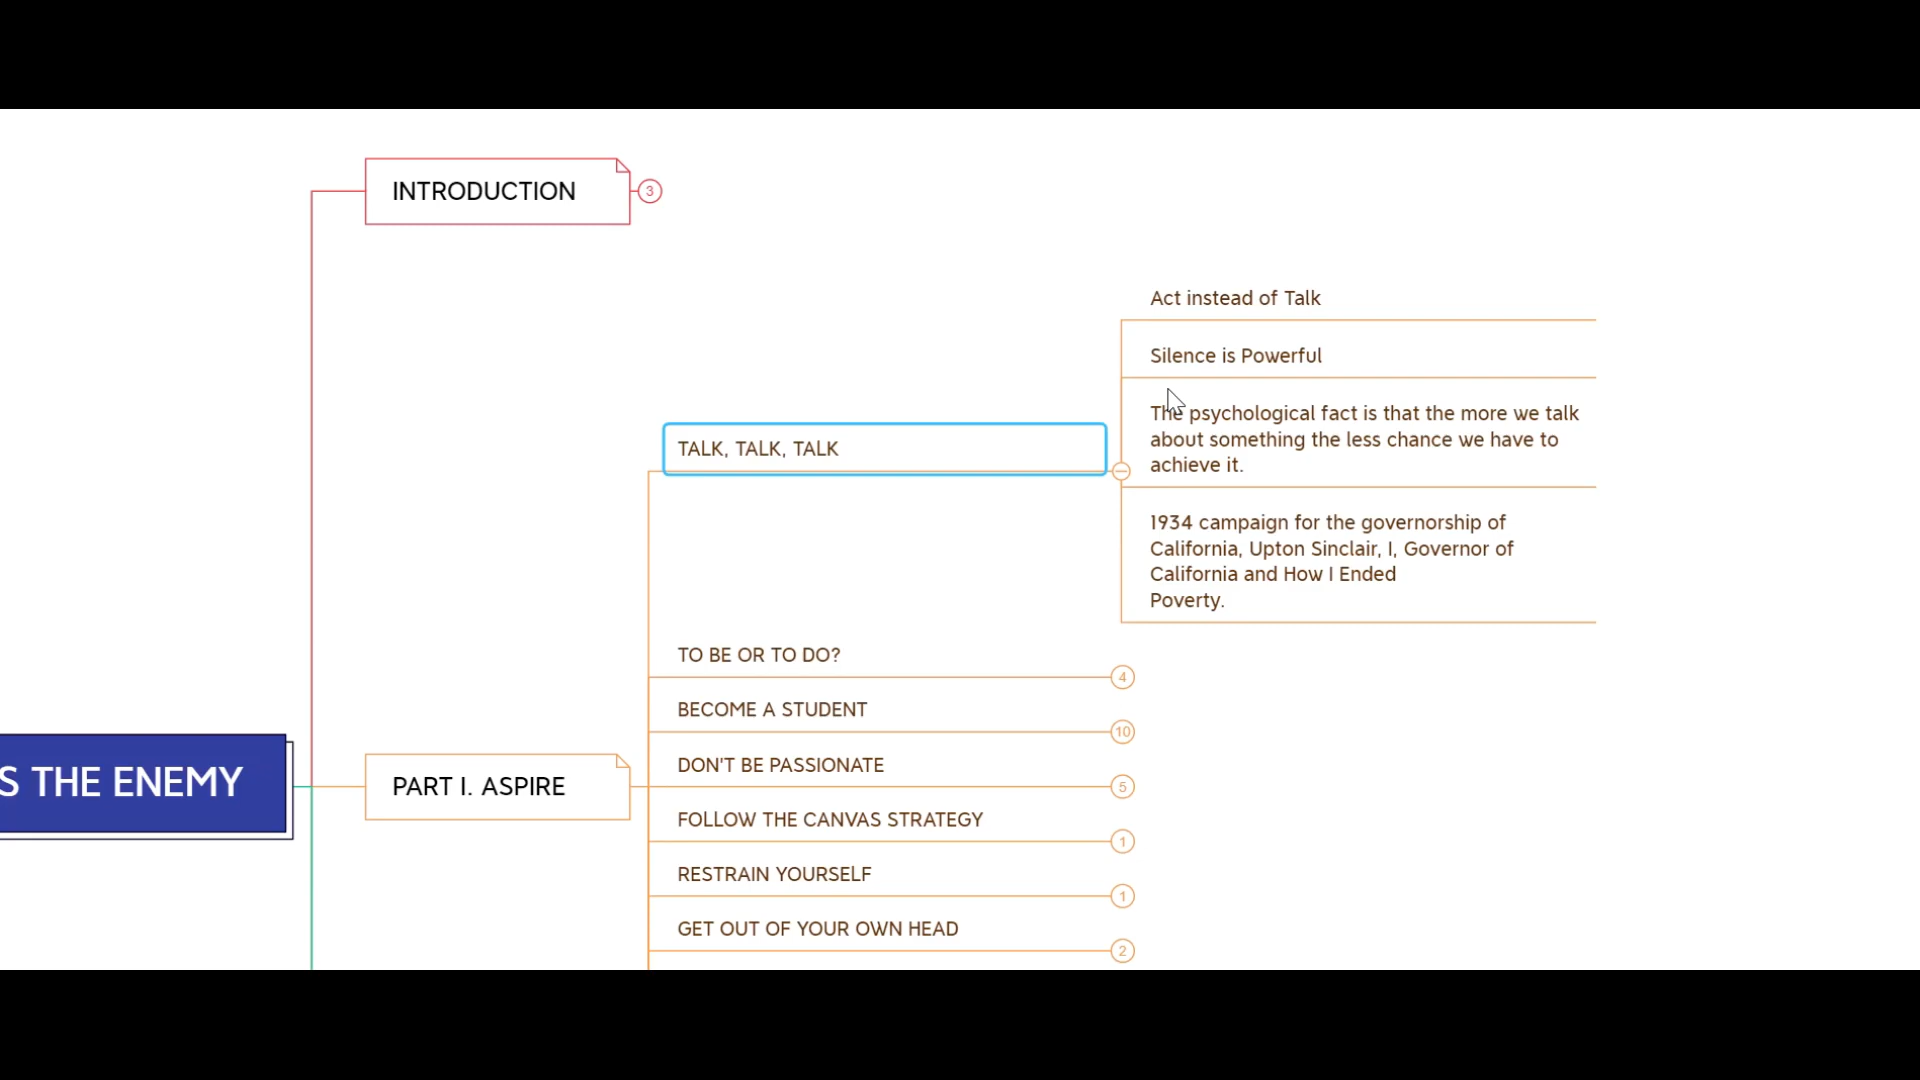 INTRODUCTION
3
Act instead of Talk
Silence is Powerful
The psychological fact is that the more we talk
about something the less chance we have to
achieve it.
TALK, TALK, TALK
1934 campaign for the governorship of
California, Upton Sinclair, I, Governor of
California and How I Ended
Poverty.
TO BE OR TO DO?
4
BECOME A STUDENT
10
DON'T BE PASSIONATE
5
S THE ENEMY
PART I. ASPIRE
FOLLOW THE CANVAS STRATEGY
1
RESTRAIN YOURSELF
1
GET OUT OF YOUR OWN HEAD
2